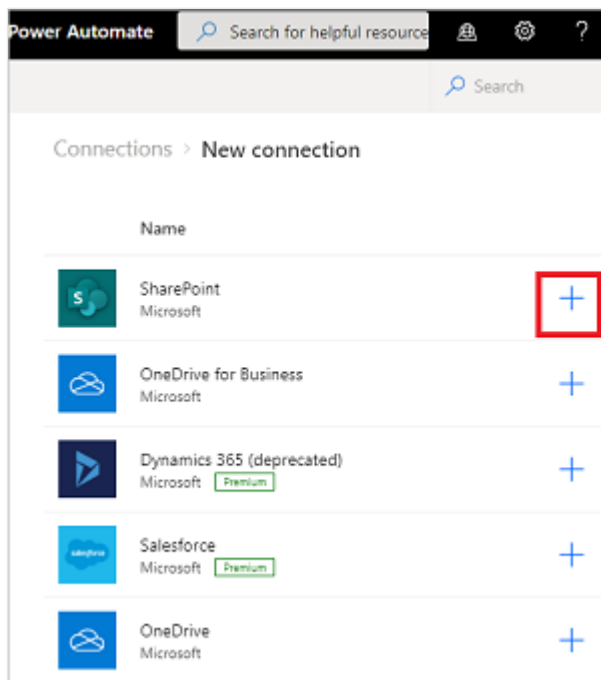 Power Automate
Search for helpful resource
?
Search
Connections > New connection
Name
S
SharePoint
Microsoft
OneDrive for Business
Microsoft
Dynamics 365 (deprecated)
Microsoft Premium
salesforce
Salesforce
Microsoft Premium
OneDrive
Microsoft